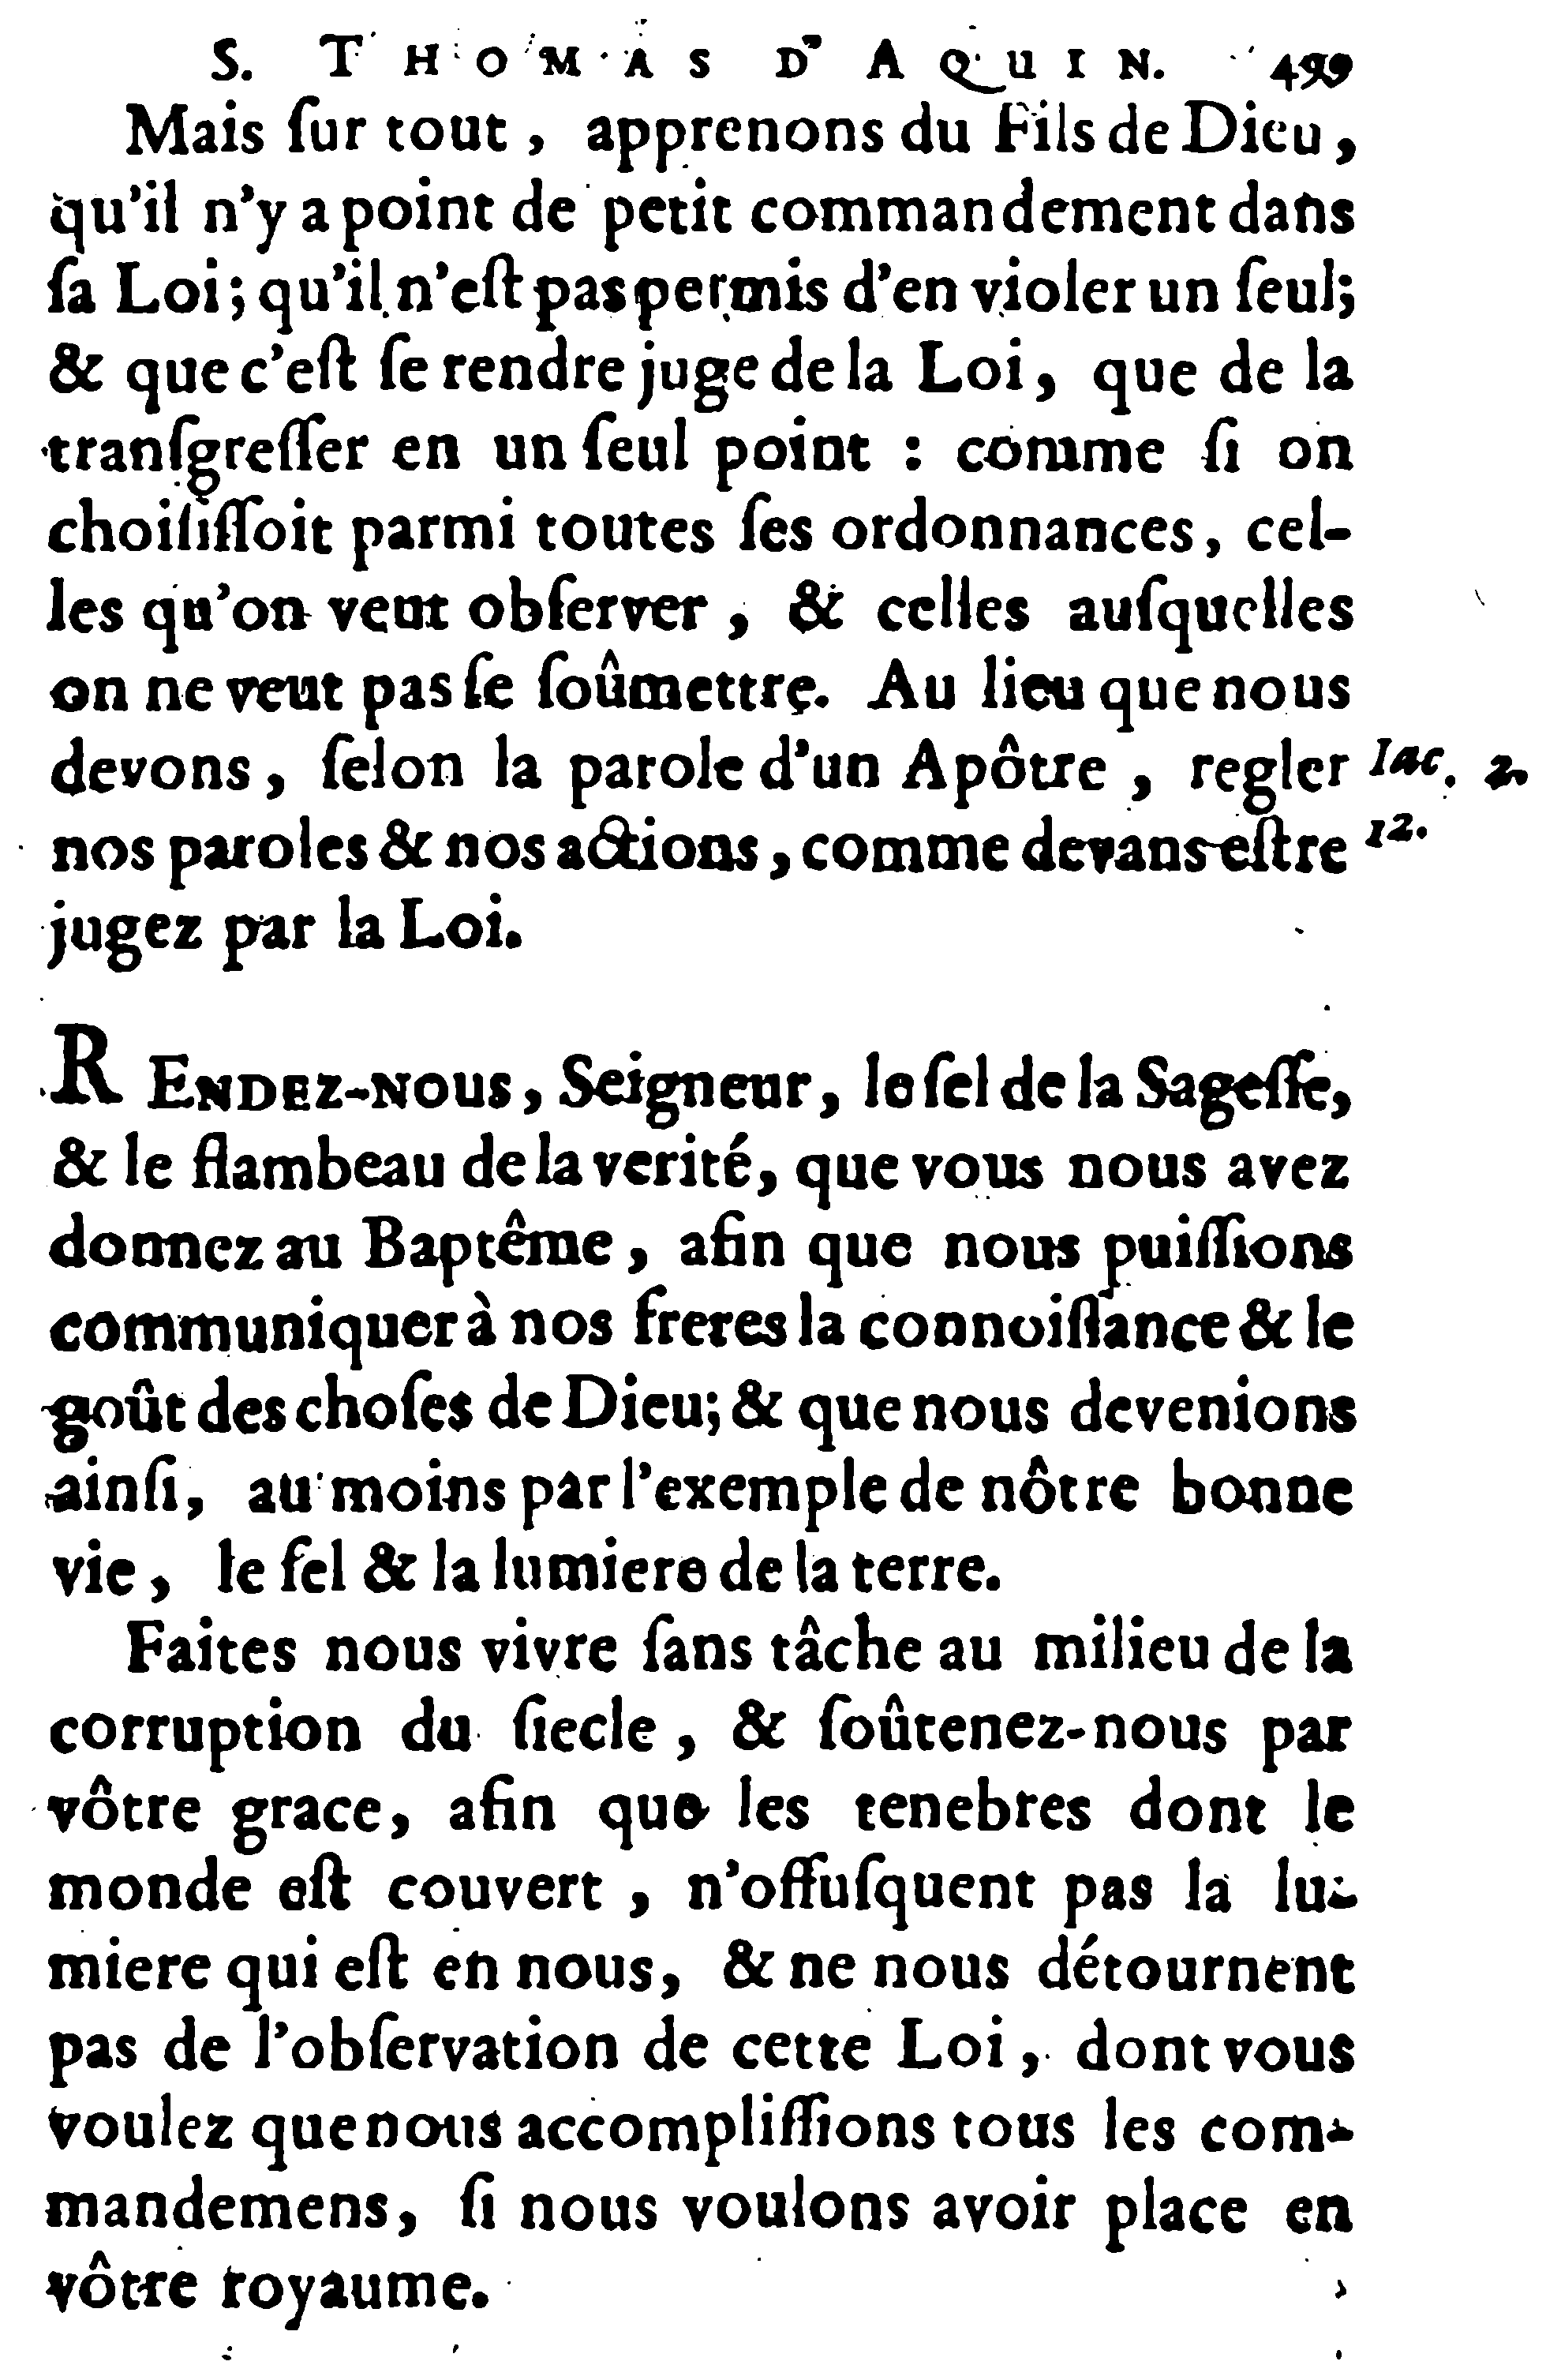 S. THOMAS D'AQUIN. 499
Mais ſur tout, apprenons du Fils de Dieu,
qu'il n'y a point de petit commandement dans
ſa Loi; qu'il n'eſt pas permis d'en violer un ſeul;
& que c'eſt ſe rendre juge de la Loi, que de la
tranſgreſſer en un ſeul point : comme ſi on
choiſiſſoit parmi toutes ſes ordonnances, cel-
les qu'on veut obſerver, & celles auſquelles
on ne veut pas ſe ſoûmettre. Au lieu que nous
devons, ſelon la parole d'un Apôtre, regler Iac. 2.
nos paroles & nos actions, comme devans eſtre 12.
jugez par la Loi.
RENDEZ-NOUS, Seigneur, le ſel de la Sageſſe,
& le flambeau de la verité, que vous nous avez
donnez au Baptême, afin que nous puiſſions
communiquer à nos freres la connoiſſance & le
goût des choſes de Dieu; & que nous devenions
ainſi, au moins par l'exemple de nôtre bonne
vie, le ſel & la lumiere de la terre.
Faites nous vivre ſans tâche au milieu de la
corruption du ſiecle, & ſoûtenez-nous par
vôtre grace, afin que les tenebres dont le
monde eſt couvert, n'offuſquent pas la lu-
miere qui eſt en nous, & ne nous détournent
pas de l'obſervation de cette Loi, dont vous
voulez que nous accompliſſions tous les com-
mandemens, ſi nous voulons avoir place en
vôtre royaume.